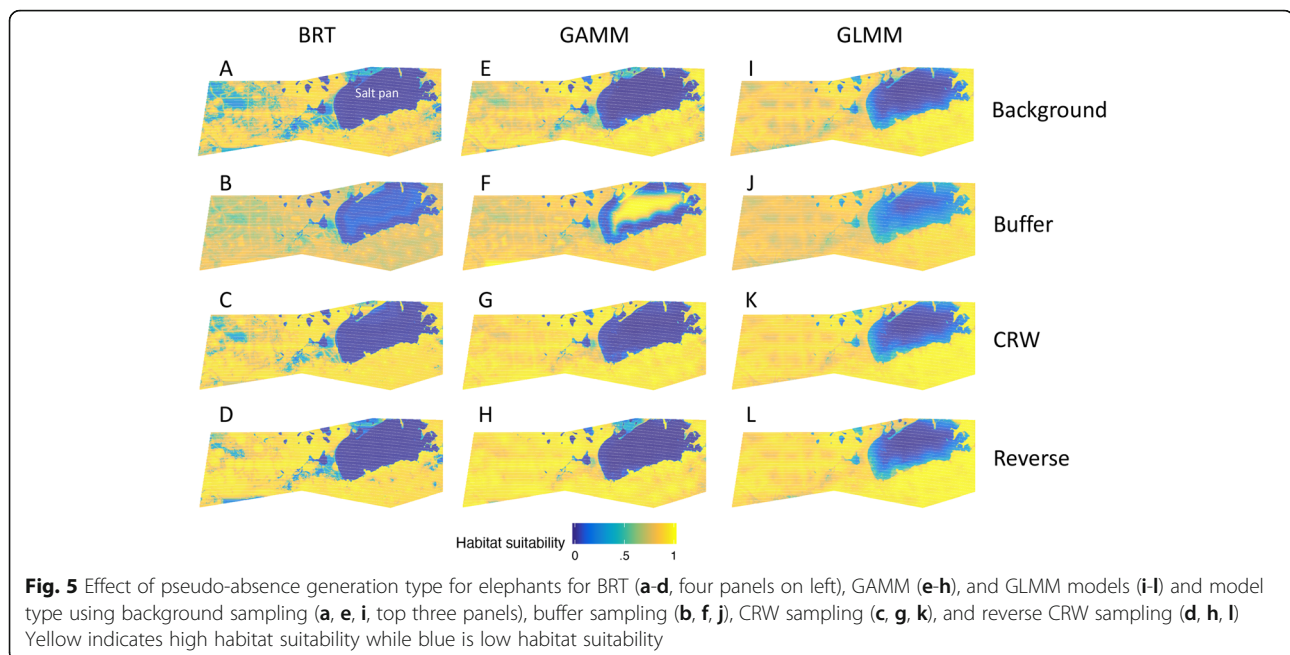 BRT GAMM GLMM
A E I
Salt pan
Background
B F J
Buffer
C G K
CRW
D H L
Reverse
Habitat suitability
0 .5 1
Fig. 5 Effect of pseudo-absence generation type for elephants for BRT (a-d, four panels on left), GAMM (e-h), and GLMM models (i-l) and model
type using background sampling (a, e, i, top three panels), buffer sampling (b, f, j), CRW sampling (c, g, k), and reverse CRW sampling (d, h, l)
Yellow indicates high habitat suitability while blue is low habitat suitability